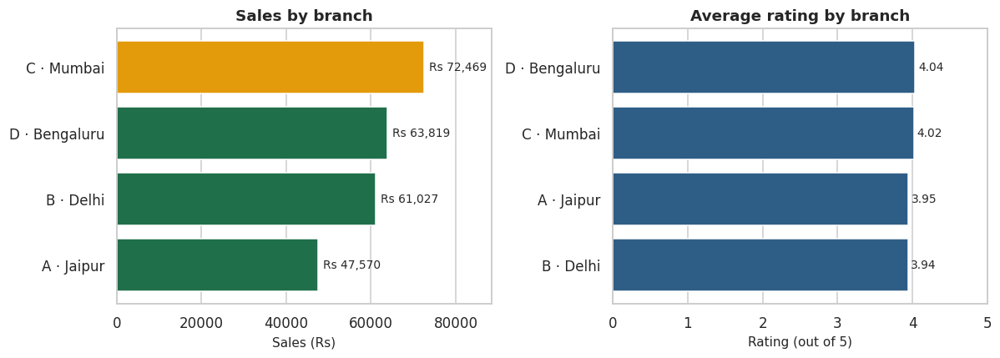 Sales by branch
C · Mumbai
Rs 72,469
D · Bengaluru
Rs 63,819
B · Delhi
Rs 61,027
A · Jaipur
Rs 47,570
0 20000 40000 60000 80000
Sales (Rs)
Average rating by branch
D · Bengaluru
4.04
C · Mumbai
4.02
A · Jaipur
3.95
B · Delhi
3.94
0 1 2 3 4 5
Rating (out of 5)